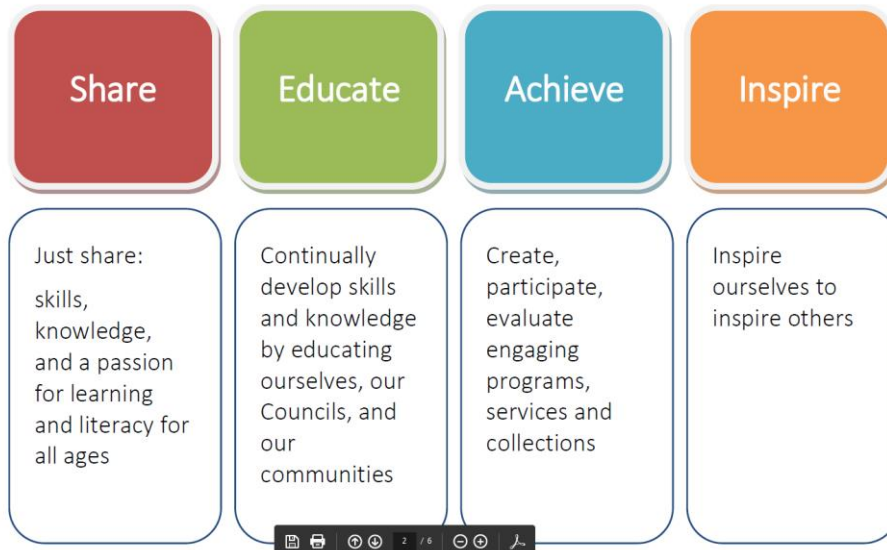 Share
Educate
Achieve
Inspire
Just share:
skills,
knowledge,
and a passion
for learning
and literacy for
all ages
Continually
develop skills
and knowledge
by educating
ourselves, our
Councils, and
our
communities
Create,
participate,
evaluate
engaging
programs,
services and
collections
Inspire
ourselves to
inspire others
2 / 6